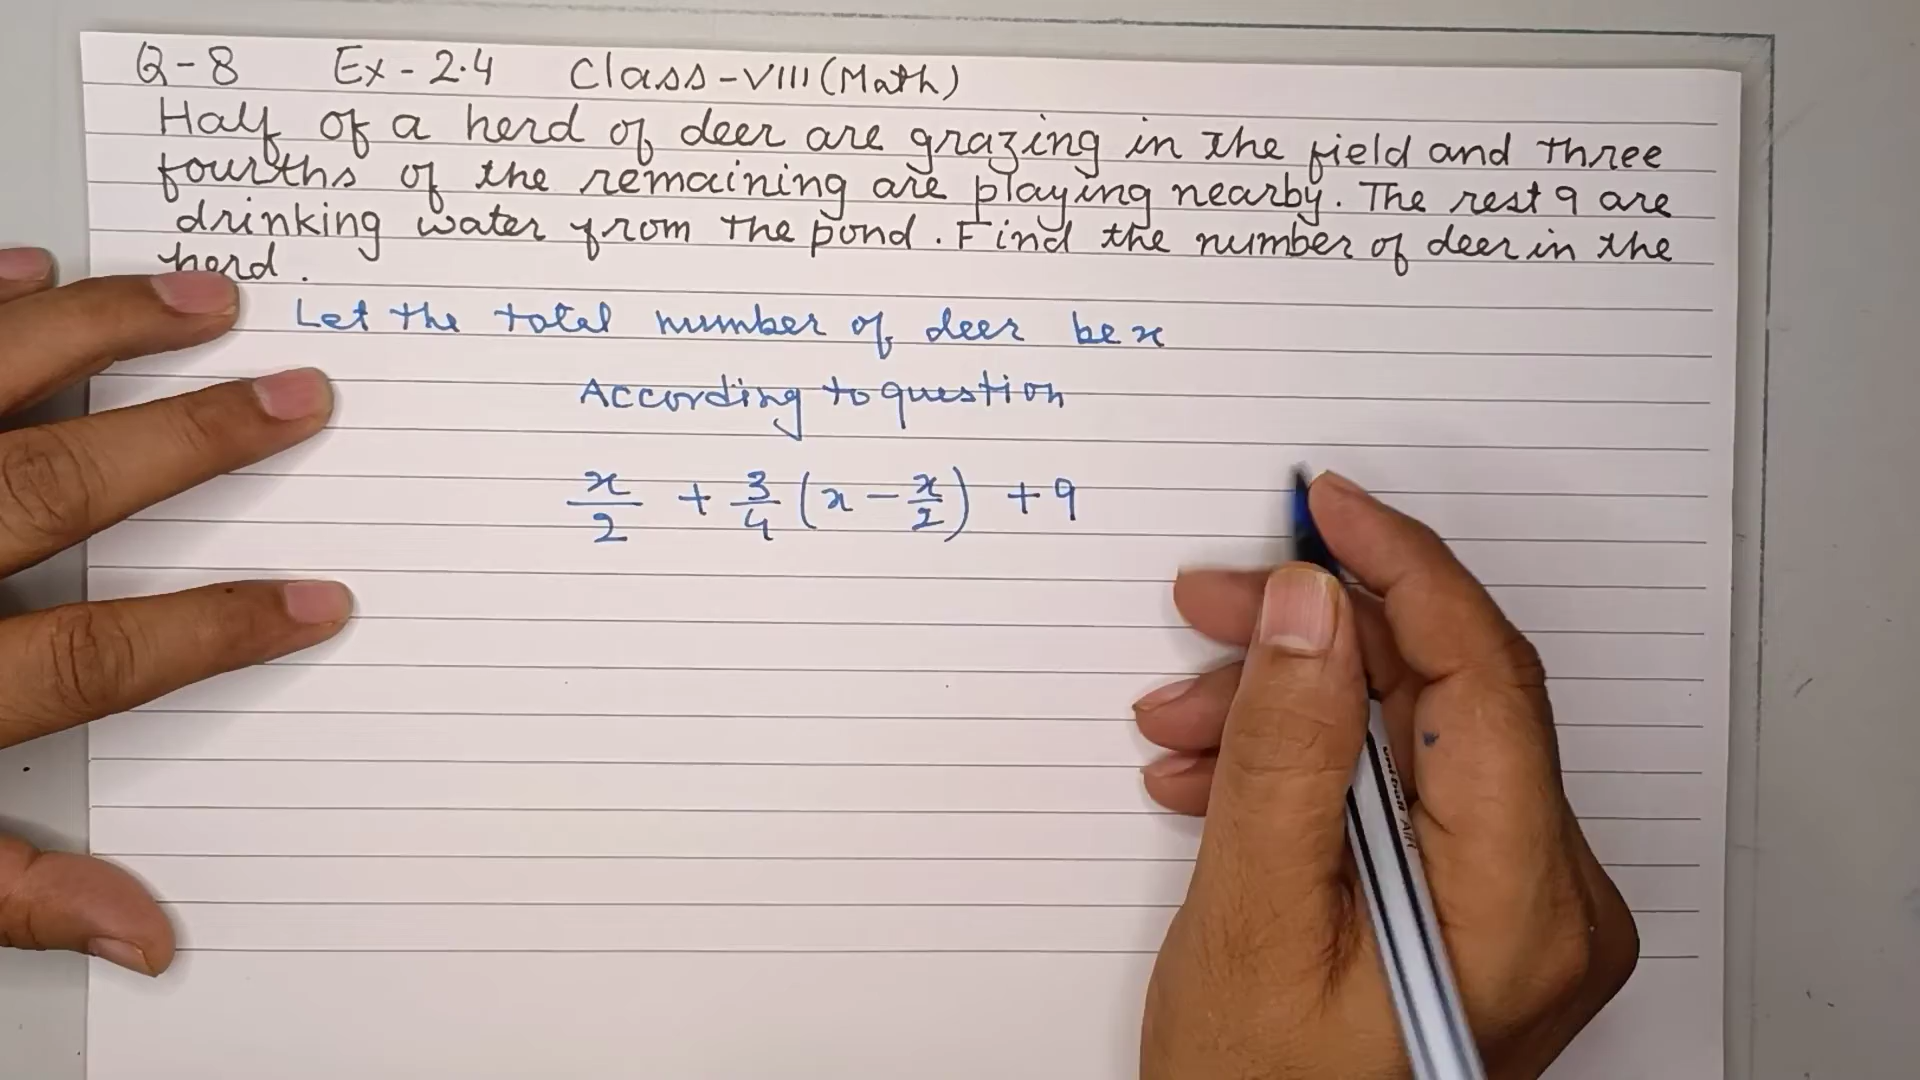 Q-8 Ex-2.4 Class-VIII (Math)
Half of a herd of deer are grazing in the field and three
fourths of the remaining are playing nearby. The rest 9 are
drinking water from the pond. Find the number of deer in the
herd.
Let the total number of deer be x
According to question
x/2 + 3/4 (x - x/2) + 9